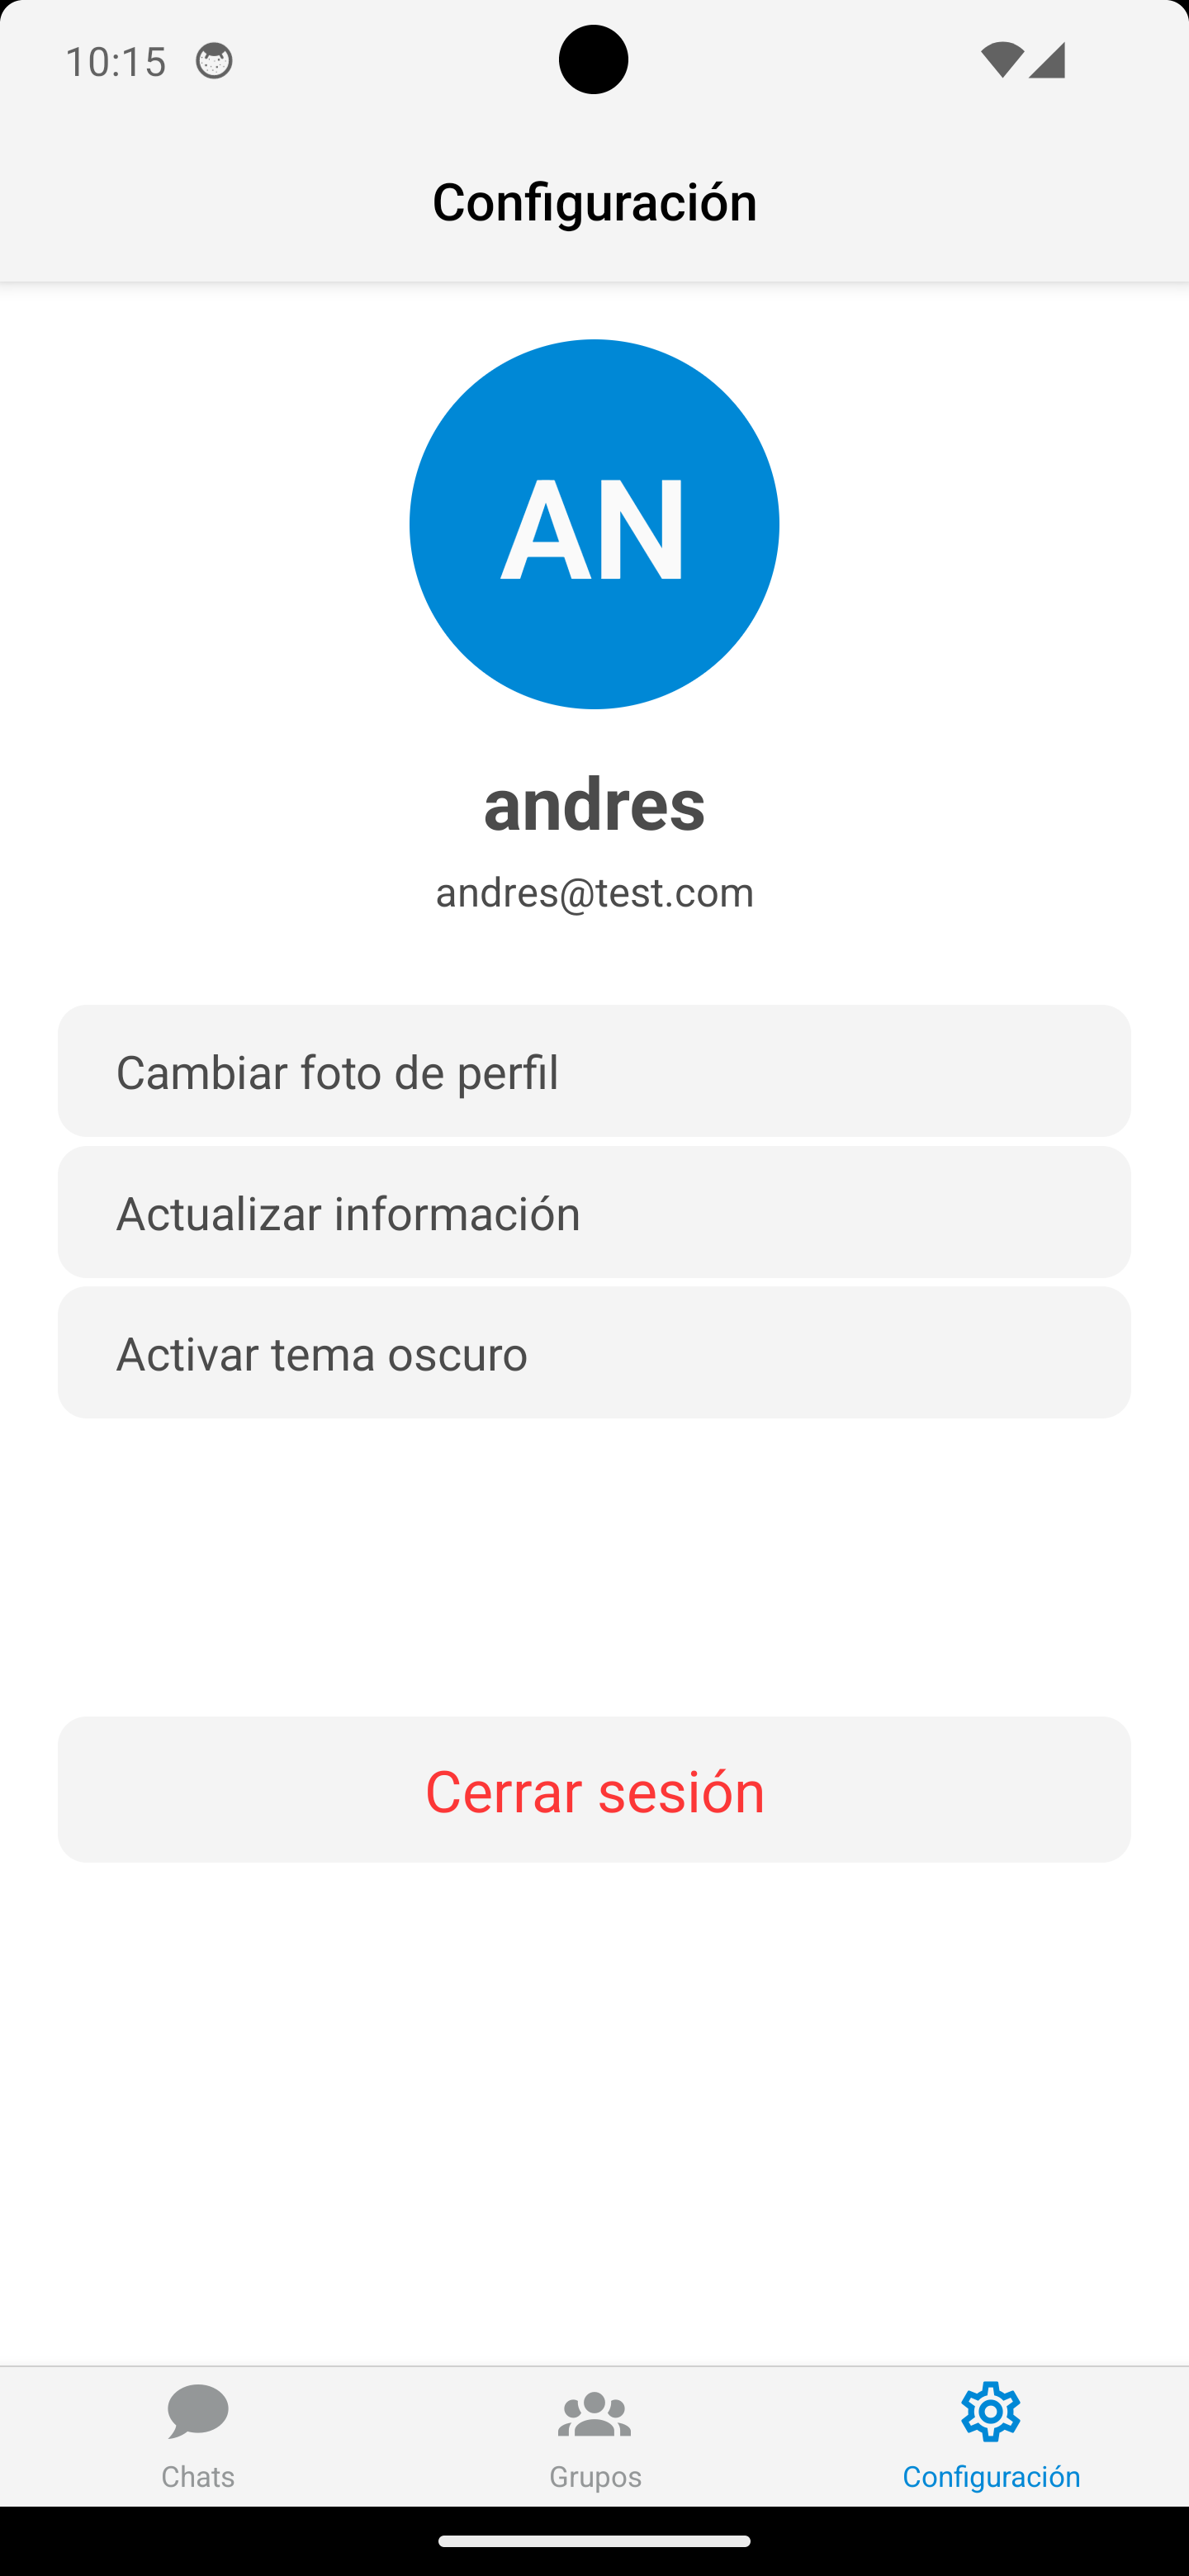 10:15
Configuración
AN
andres
andres@test.com
Cambiar foto de perfil
Actualizar información
Activar tema oscuro
Cerrar sesión
Chats
Grupos
Configuración